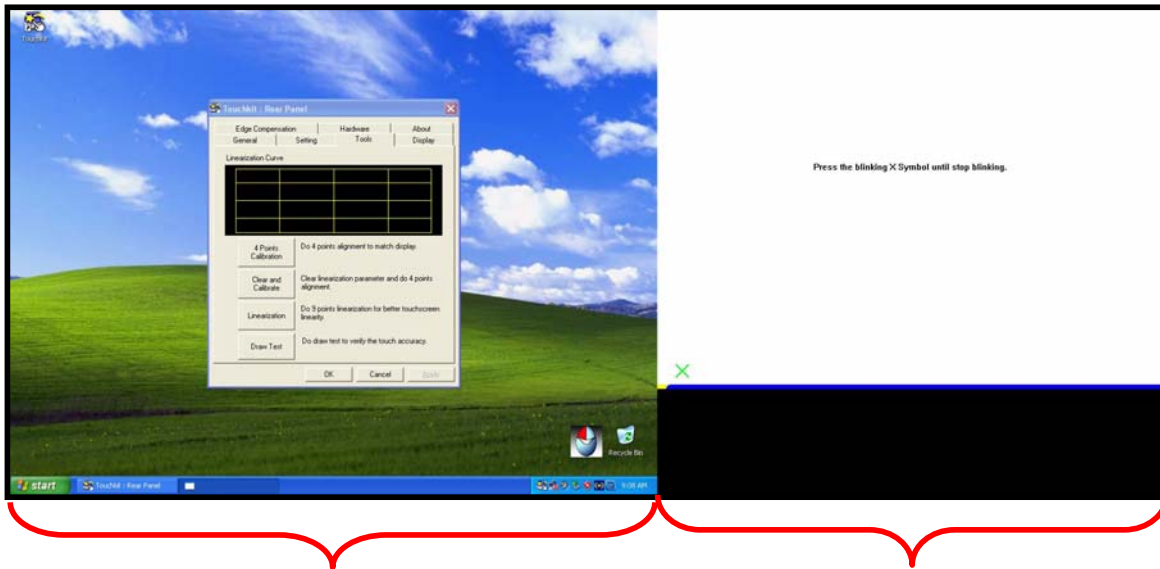 Touchkit
Touchkit : Rear Panel
Edge Compensation Hardware About
General Setting Tools Display
Linearization Curve
4 Points
Calibration
Do 4 points alignment to match display.
Clear and
Calibrate
Clear linearization parameter and do 4 points
alignment.
Linearization
Do 9 points linearization for better touchscreen
linearity.
Draw Test
Do draw test to verify the touch accuracy.
OK Cancel Apply
Press the blinking X Symbol until stop blinking.
Recycle Bin
start
Touchkit : Rear Panel
9:08 AM